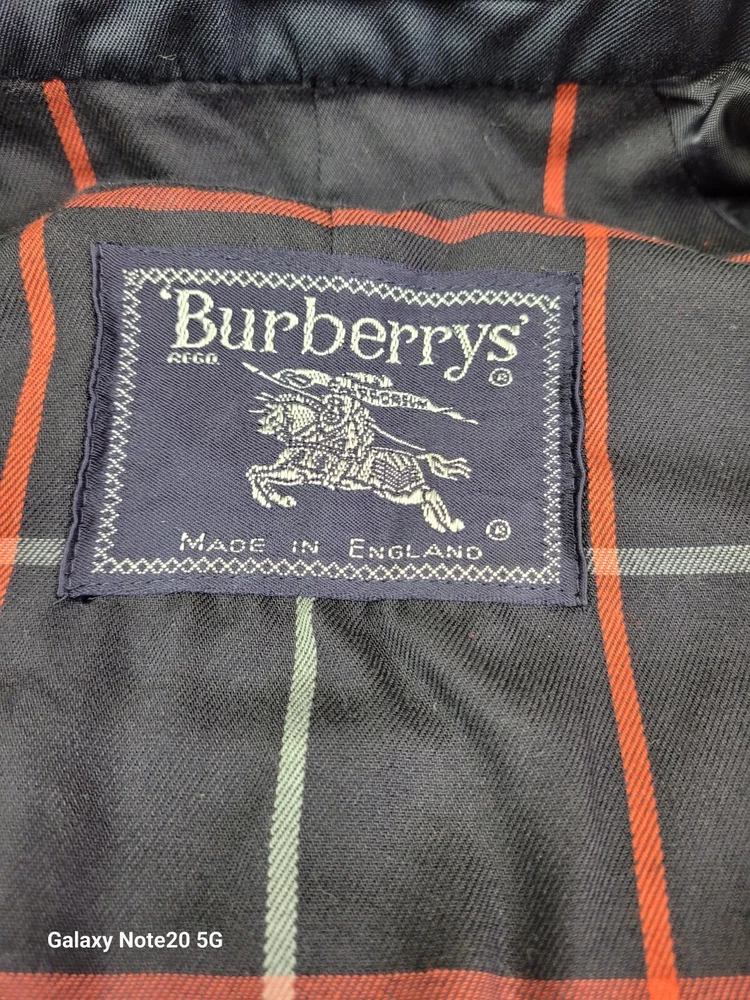 'Burberrys'
REGD.
®
PRORSUM
®
MADE IN ENGLAND
Galaxy Note20 5G